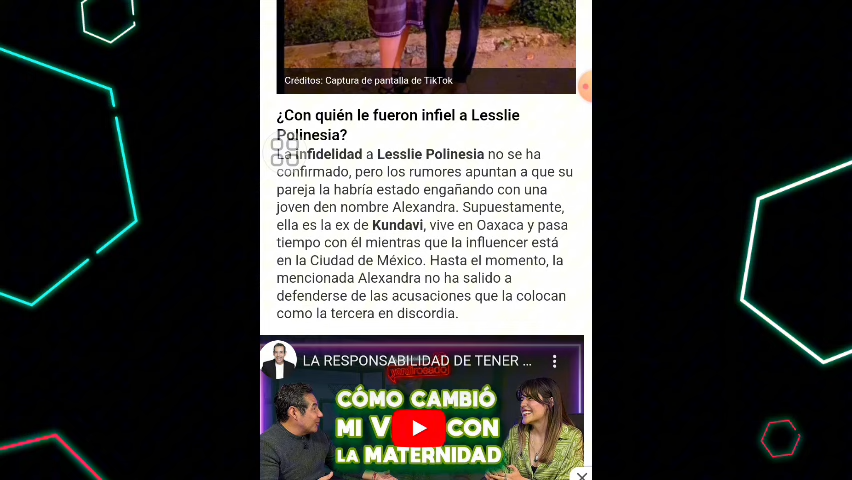 Créditos: Captura de pantalla de TikTok
¿Con quién le fueron infiel a Lesslie
Polinesia?
La infidelidad a Lesslie Polinesia no se ha
confirmado, pero los rumores apuntan a que su
pareja la habría estado engañando con una
joven den nombre Alexandra. Supuestamente,
ella es la ex de Kundavi, vive en Oaxaca y pasa
tiempo con él mientras que la influencer está
en la Ciudad de México. Hasta el momento, la
mencionada Alexandra no ha salido a
defenderse de las acusaciones que la colocan
como la tercera en discordia.
LA RESPONSABILIDAD DE TENER ...
CÓMO CAMBIÓ
MI V CON
LA MATERNIDAD